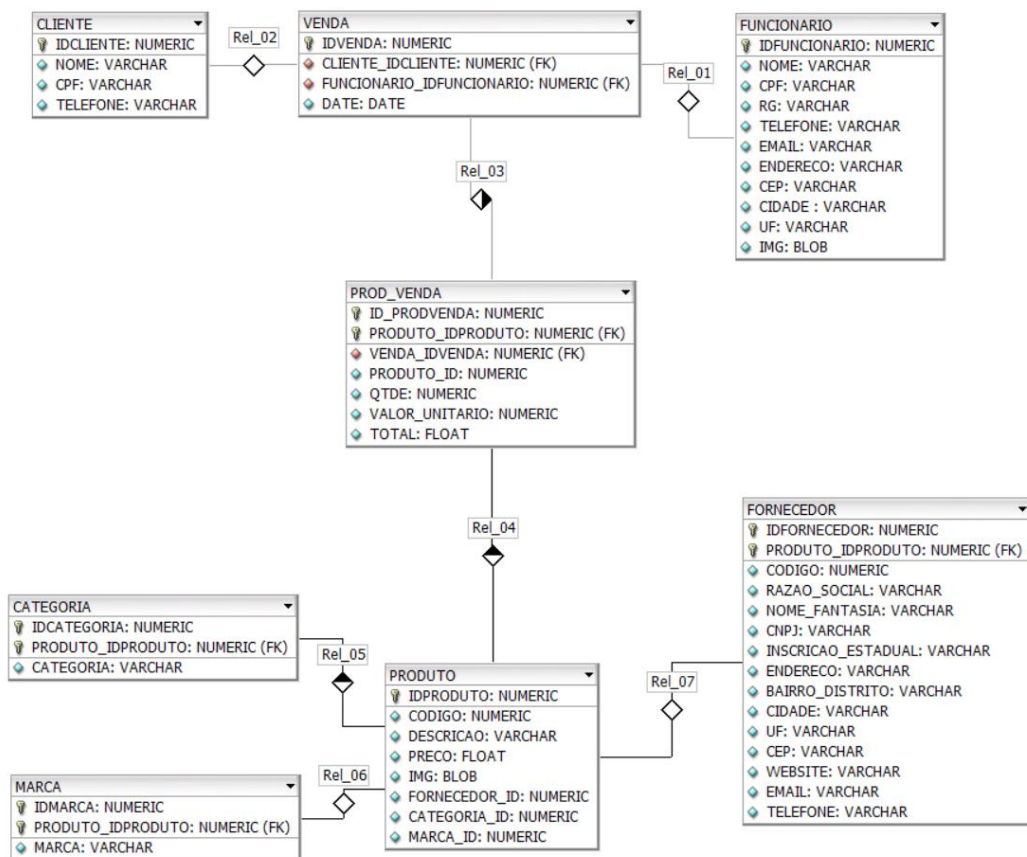 CLIENTE
IDCLIENTE: NUMERIC
NOME: VARCHAR
CPF: VARCHAR
TELEFONE: VARCHAR
Rel_02
VENDA
IDVENDA: NUMERIC
CLIENTE_IDCLIENTE: NUMERIC (FK)
FUNCIONARIO_IDFUNCIONARIO: NUMERIC (FK)
DATE: DATE
Rel_01
FUNCIONARIO
IDFUNCIONARIO: NUMERIC
NOME: VARCHAR
CPF: VARCHAR
RG: VARCHAR
TELEFONE: VARCHAR
EMAIL: VARCHAR
ENDERECO: VARCHAR
CEP: VARCHAR
CIDADE : VARCHAR
UF: VARCHAR
IMG: BLOB
Rel_03
PROD_VENDA
ID_PRODVENDA: NUMERIC
PRODUTO_IDPRODUTO: NUMERIC (FK)
VENDA_IDVENDA: NUMERIC (FK)
PRODUTO_ID: NUMERIC
QTDE: NUMERIC
VALOR_UNITARIO: NUMERIC
TOTAL: FLOAT
Rel_04
CATEGORIA
IDCATEGORIA: NUMERIC
PRODUTO_IDPRODUTO: NUMERIC (FK)
CATEGORIA: VARCHAR
Rel_05
MARCA
IDMARCA: NUMERIC
PRODUTO_IDPRODUTO: NUMERIC (FK)
MARCA: VARCHAR
Rel_06
PRODUTO
IDPRODUTO: NUMERIC
CODIGO: NUMERIC
DESCRICAO: VARCHAR
PRECO: FLOAT
IMG: BLOB
FORNECEDOR_ID: NUMERIC
CATEGORIA_ID: NUMERIC
MARCA_ID: NUMERIC
Rel_07
FORNECEDOR
IDFORNECEDOR: NUMERIC
PRODUTO_IDPRODUTO: NUMERIC (FK)
CODIGO: NUMERIC
RAZAO_SOCIAL: VARCHAR
NOME_FANTASIA: VARCHAR
CNPJ: VARCHAR
INSCRICAO_ESTADUAL: VARCHAR
ENDERECO: VARCHAR
BAIRRO_DISTRITO: VARCHAR
CIDADE: VARCHAR
UF: VARCHAR
CEP: VARCHAR
WEBSITE: VARCHAR
EMAIL: VARCHAR
TELEFONE: VARCHAR